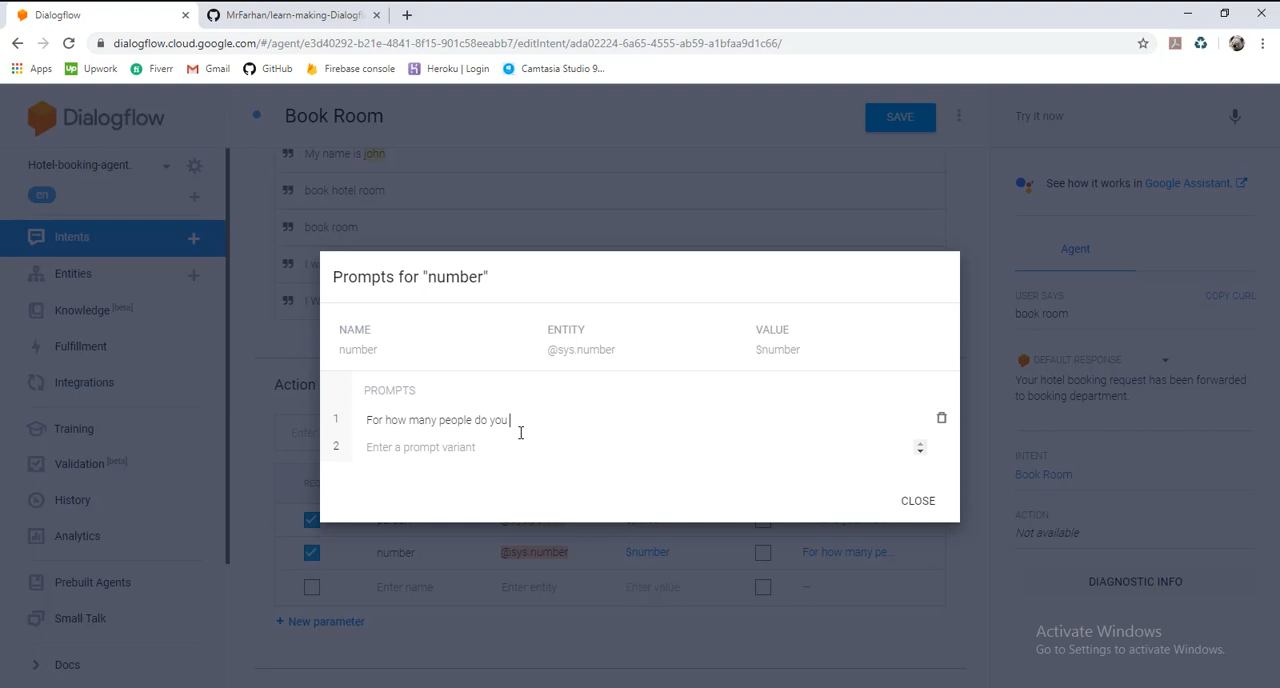 Dialogflow
MrFarhan/learn-making-Dialogfl
dialogflow.cloud.google.com/#/agent/e3d40292-b21e-4841-8f15-901c58eeabb7/editIntent/ada02224-6a65-4555-ab59-a1bfaa9d1c66/
Apps
Up Upwork
fi Fiverr
Gmail
GitHub
Firebase console
Heroku | Login
Camtasia Studio 9...
Dialogflow
Hotel-booking-agent.
en
Intents
Entities
Knowledge [beta]
Fulfillment
Integrations
Training
Validation [beta]
History
Analytics
Prebuilt Agents
Small Talk
Docs
Book Room
SAVE
My name is john
book hotel room
book room
I w
I W
Prompts for "number"
NAME ENTITY VALUE
number @sys.number $number
PROMPTS
1 For how many people do you
2 Enter a prompt variant
CLOSE
Action
Enter
number @sys.number $number For how many pe...
Enter name Enter entity Enter value —
+ New parameter
Try it now
See how it works in Google Assistant.
Agent
USER SAYS COPY CURL
book room
DEFAULT RESPONSE
Your hotel booking request has been forwarded
to booking department.
INTENT
Book Room
ACTION
Not available
DIAGNOSTIC INFO
Activate Windows
Go to Settings to activate Windows.